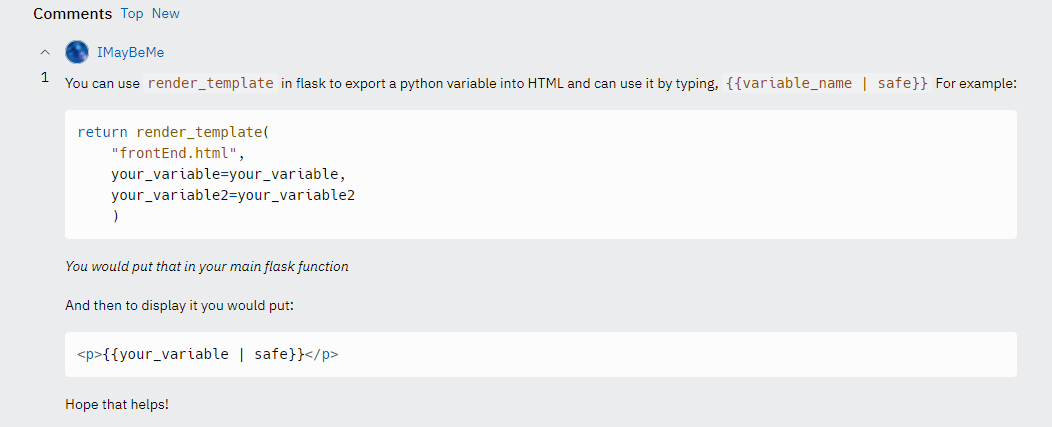 Comments Top New
IMayBeMe
1
You can use render_template in flask to export a python variable into HTML and can use it by typing, {{variable_name | safe}} For example:
return render_template(
    "frontEnd.html",
    your_variable=your_variable,
    your_variable2=your_variable2
    )
You would put that in your main flask function
And then to display it you would put:
<p>{{your_variable | safe}}</p>
Hope that helps!